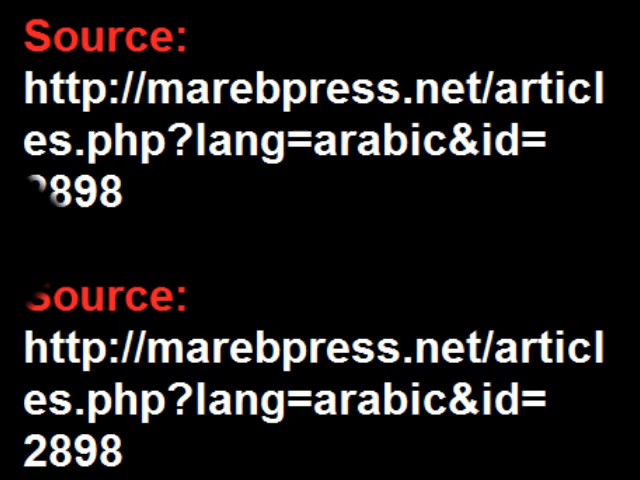 Source:
http://marebpress.net/articl
es.php?lang=arabic&id=
2898
Source:
http://marebpress.net/articl
es.php?lang=arabic&id=
2898